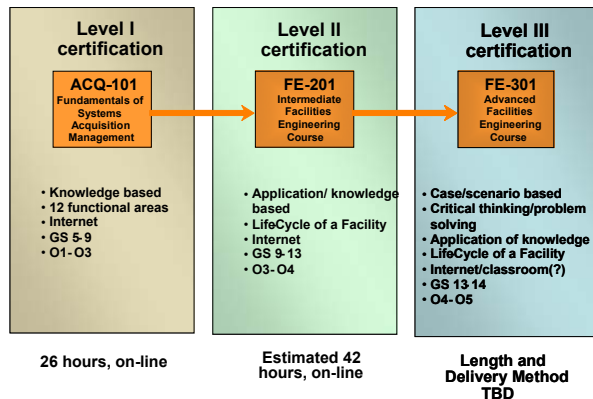 Level I
certification
ACQ-101
Fundamentals of
Systems
Acquisition
Management
• Knowledge based
• 12 functional areas
• Internet
• GS 5-9
• O1-O3
26 hours, on-line
Level II
certification
FE-201
Intermediate
Facilities
Engineering
Course
• Application/ knowledge
based
• LifeCycle of a Facility
• Internet
• GS 9-13
• O3-O4
Estimated 42
hours, on-line
Level III
certification
FE-301
Advanced
Facilities
Engineering
Course
• Case/scenario based
• Critical thinking/problem
solving
• Application of knowledge
• LifeCycle of a Facility
• Internet/classroom(?)
• GS 13-14
• O4-O5
Length and
Delivery Method
TBD